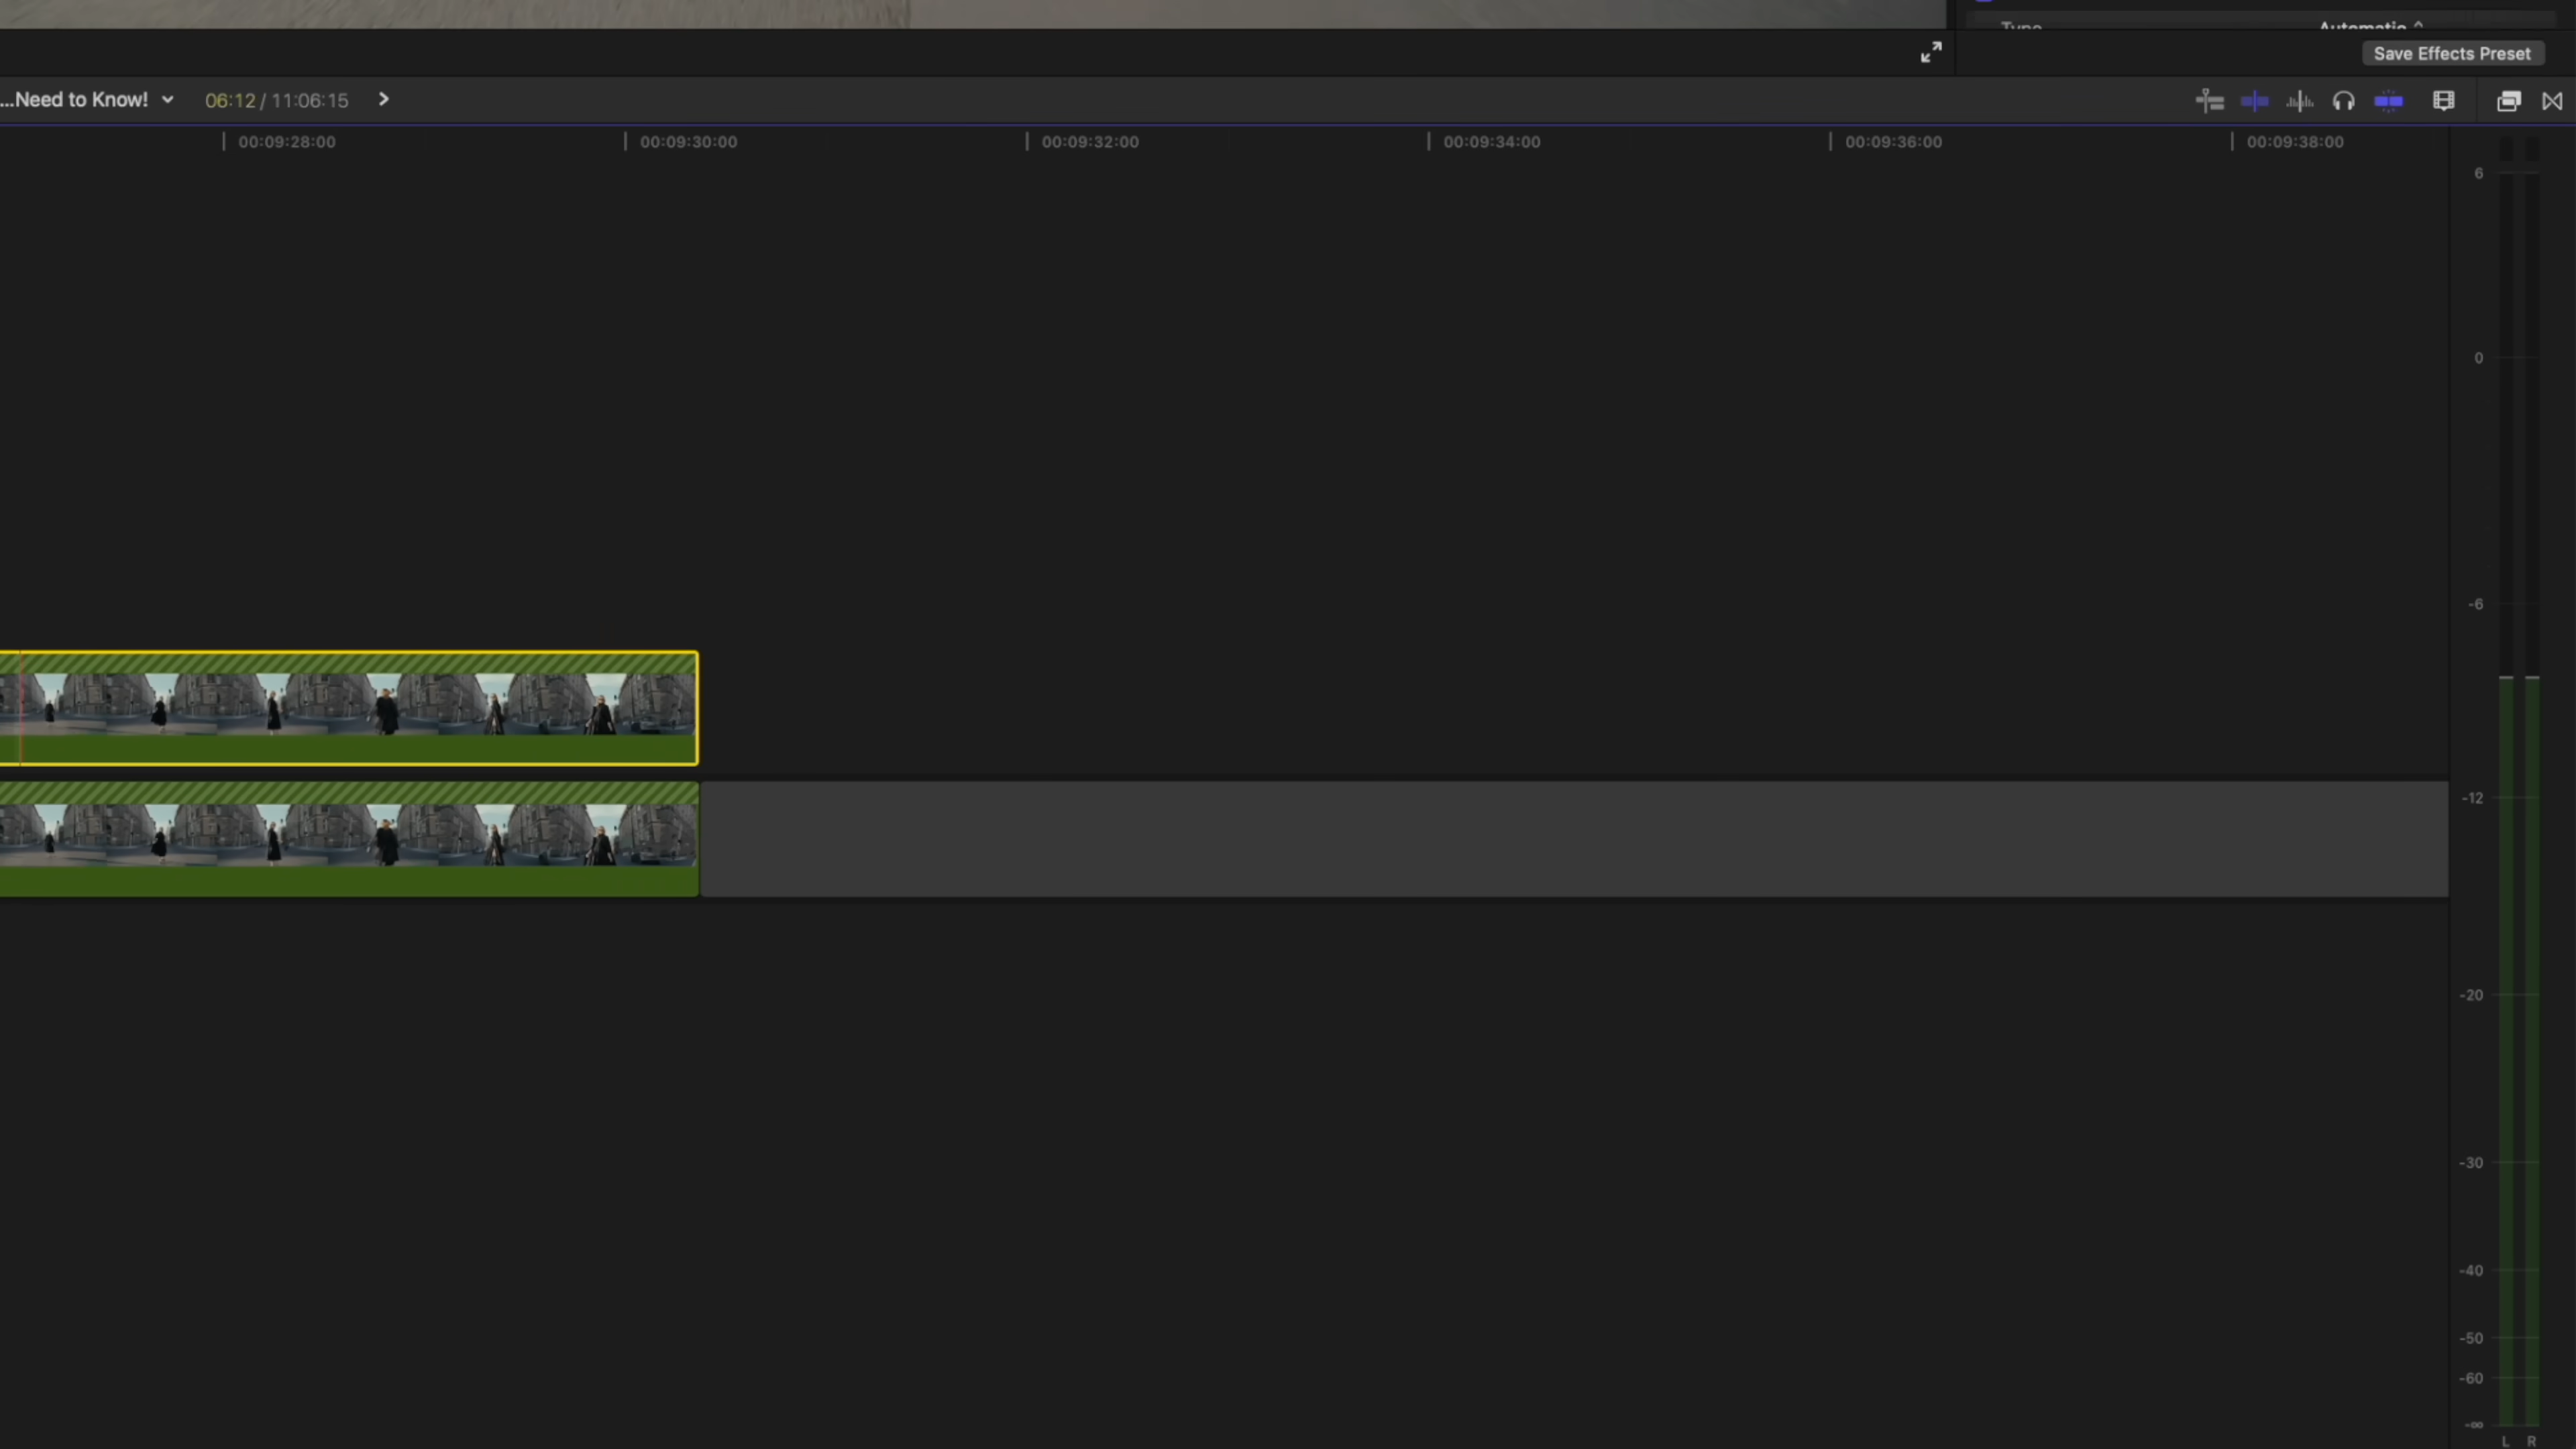 Type
Automatic
Save Effects Preset
...Need to Know!
06:12 / 11:06:15
00:09:28:00
00:09:30:00
00:09:32:00
00:09:34:00
00:09:36:00
00:09:38:00
6
0
-6
-12
-20
-30
-40
-50
-60
-∞
L R